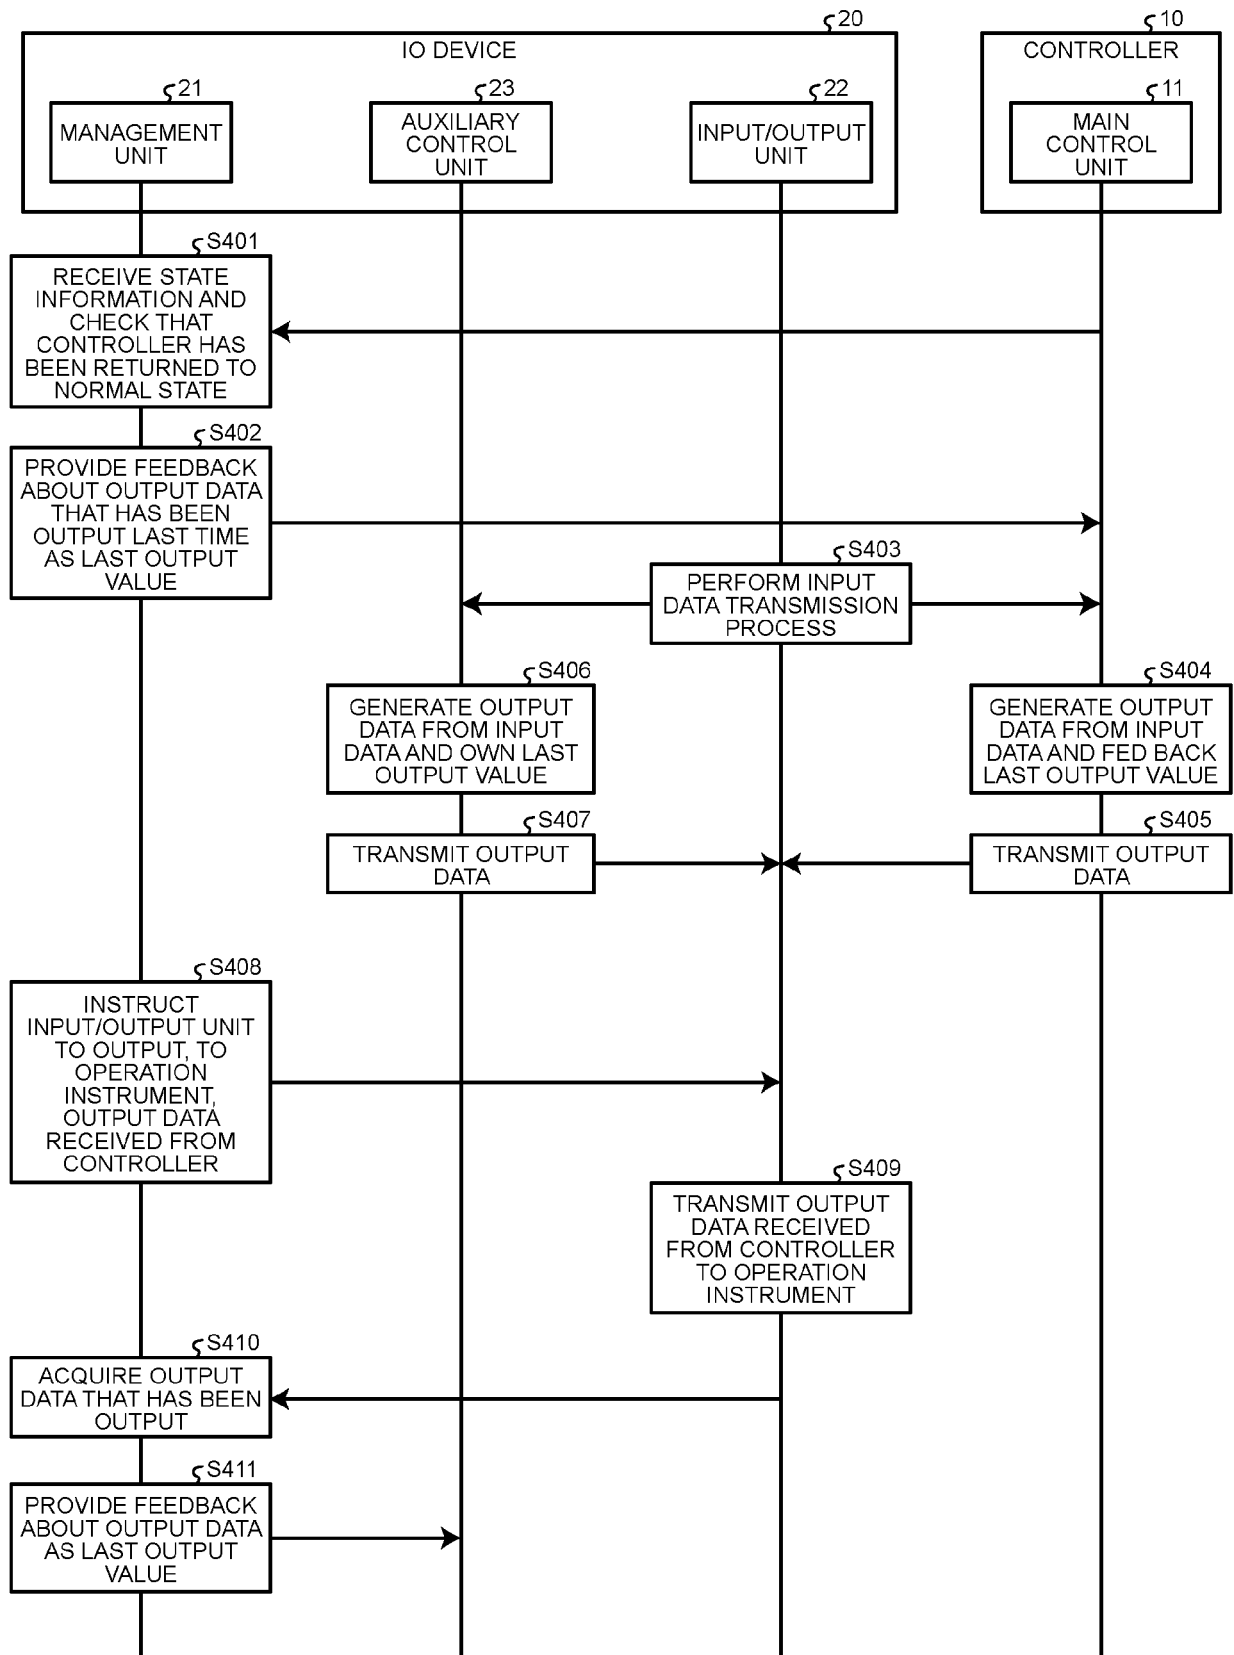 20
IO DEVICE
10
CONTROLLER
21
MANAGEMENT
UNIT
23
AUXILIARY
CONTROL
UNIT
22
INPUT/OUTPUT
UNIT
11
MAIN
CONTROL
UNIT
S401
RECEIVE STATE
INFORMATION AND
CHECK THAT
CONTROLLER HAS
BEEN RETURNED TO
NORMAL STATE
S402
PROVIDE FEEDBACK
ABOUT OUTPUT DATA
THAT HAS BEEN
OUTPUT LAST TIME
AS LAST OUTPUT
VALUE
S403
PERFORM INPUT
DATA TRANSMISSION
PROCESS
S406
GENERATE OUTPUT
DATA FROM INPUT
DATA AND OWN LAST
OUTPUT VALUE
S404
GENERATE OUTPUT
DATA FROM INPUT
DATA AND FED BACK
LAST OUTPUT VALUE
S407
TRANSMIT OUTPUT
DATA
S405
TRANSMIT OUTPUT
DATA
S408
INSTRUCT
INPUT/OUTPUT UNIT
TO OUTPUT, TO
OPERATION
INSTRUMENT,
OUTPUT DATA
RECEIVED FROM
CONTROLLER
S409
TRANSMIT OUTPUT
DATA RECEIVED
FROM CONTROLLER
TO OPERATION
INSTRUMENT
S410
ACQUIRE OUTPUT
DATA THAT HAS BEEN
OUTPUT
S411
PROVIDE FEEDBACK
ABOUT OUTPUT DATA
AS LAST OUTPUT
VALUE